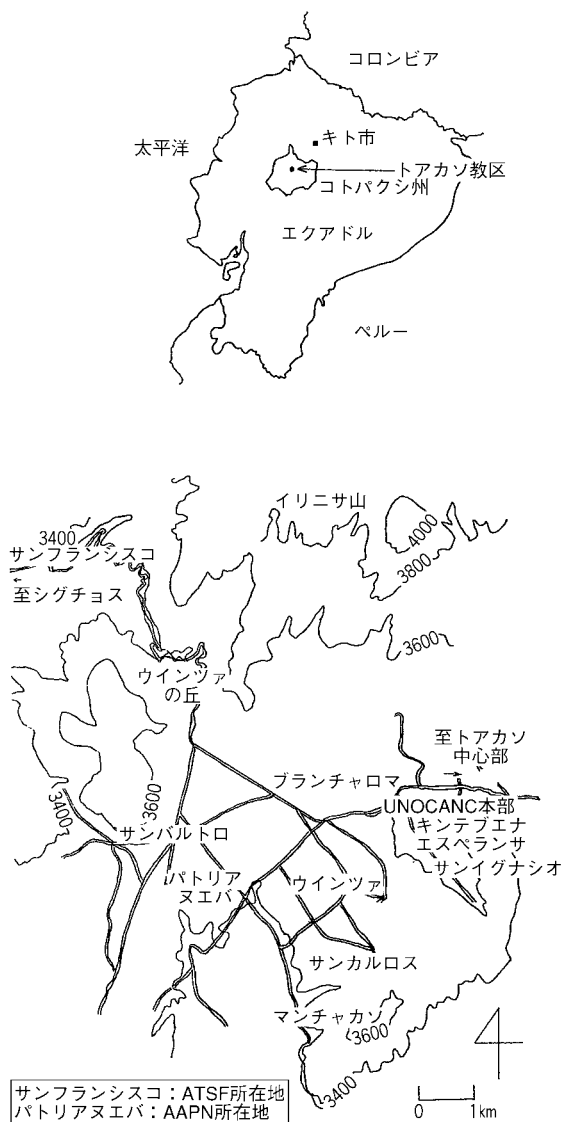 コロンビア
太平洋
キト市
トアカソ教区
コトパクシ州
エクアドル
ペルー
イリニサ山
3400
4000
サンフランシスコ
3800
至シグチョス
3600
ウインツァ
の丘
至トアカソ
中心部
ブランチャロマ
3400
3600
UNOCANC本部
サンバルトロ
キンテブエナ
エスペランサ
サンイグナシオ
パトリア
ヌエバ
ウインツァ
サンカルロス
マンチャカソ
3600
3400
サンフランシスコ：ATSF所在地
パトリアヌエバ：AAPN所在地
0 1km